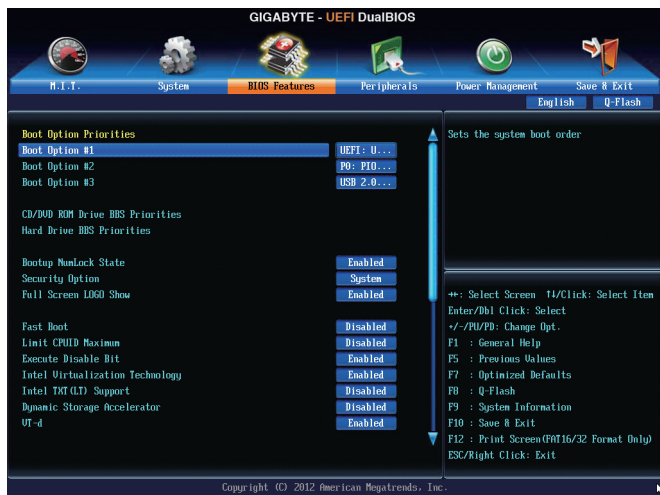 GIGABYTE - UEFI DualBIOS
M.I.T. System BIOS Features Peripherals Power Management Save & Exit
English Q-Flash
Boot Option Priorities
Boot Option #1 UEFI: U...
Boot Option #2 P0: PIO...
Boot Option #3 USB 2.0...
CD/DVD ROM Drive BBS Priorities
Hard Drive BBS Priorities
Bootup NumLock State Enabled
Security Option System
Full Screen LOGO Show Enabled
Fast Boot Disabled
Limit CPUID Maximum Disabled
Execute Disable Bit Enabled
Intel Virtualization Technology Enabled
Intel TXT(LT) Support Disabled
Dynamic Storage Accelerator Disabled
VT-d Enabled
Sets the system boot order
→←: Select Screen ↑↓/Click: Select Item
Enter/Dbl Click: Select
+/-/PU/PD: Change Opt.
F1 : General Help
F5 : Previous Values
F7 : Optimized Defaults
F8 : Q-Flash
F9 : System Information
F10 : Save & Exit
F12 : Print Screen(FAT16/32 Format Only)
ESC/Right Click: Exit
Copyright (C) 2012 American Megatrends, Inc.